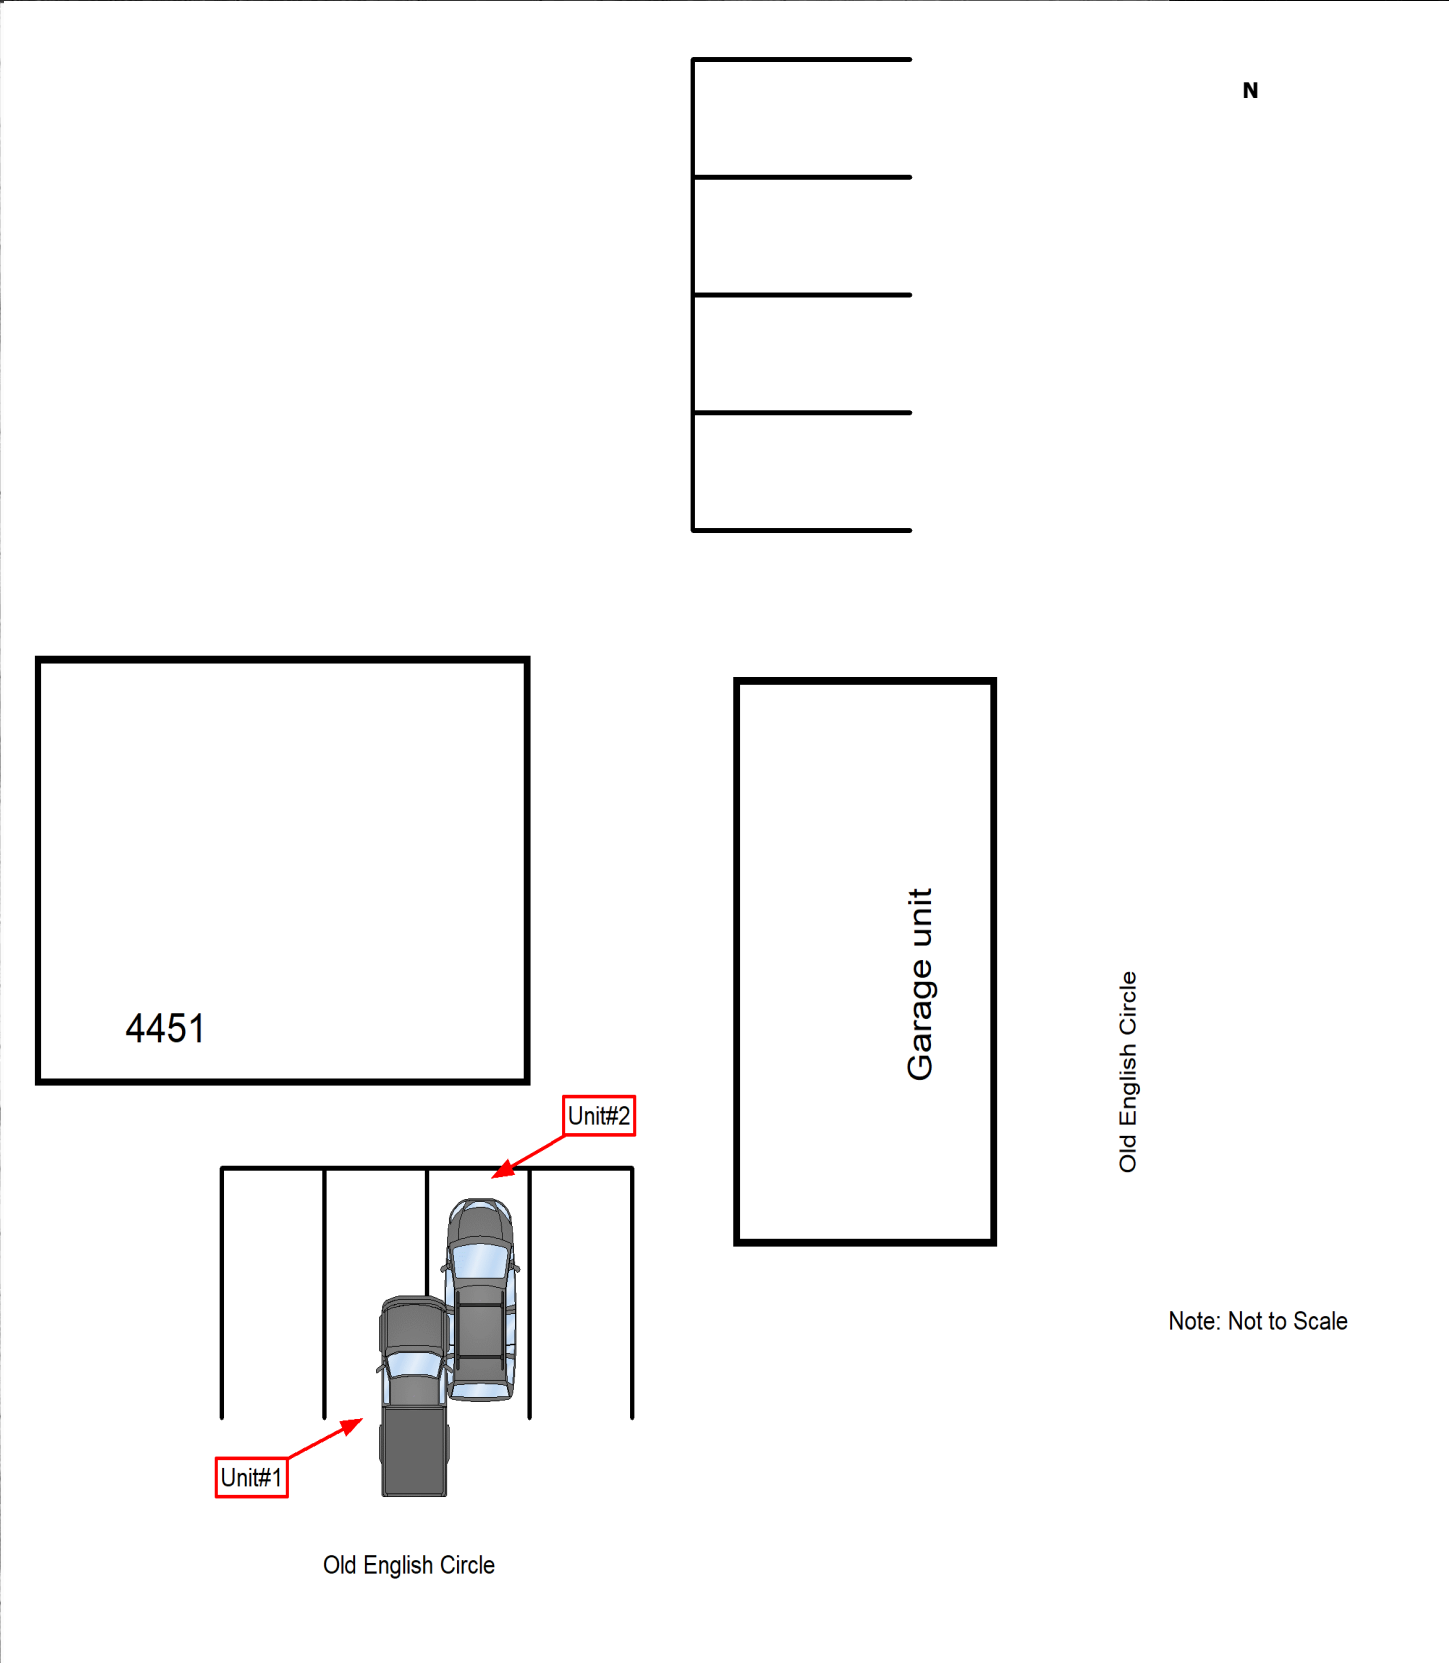 N
4451
Garage unit
Old English Circle
Unit#2
Note: Not to Scale
Unit#1
Old English Circle